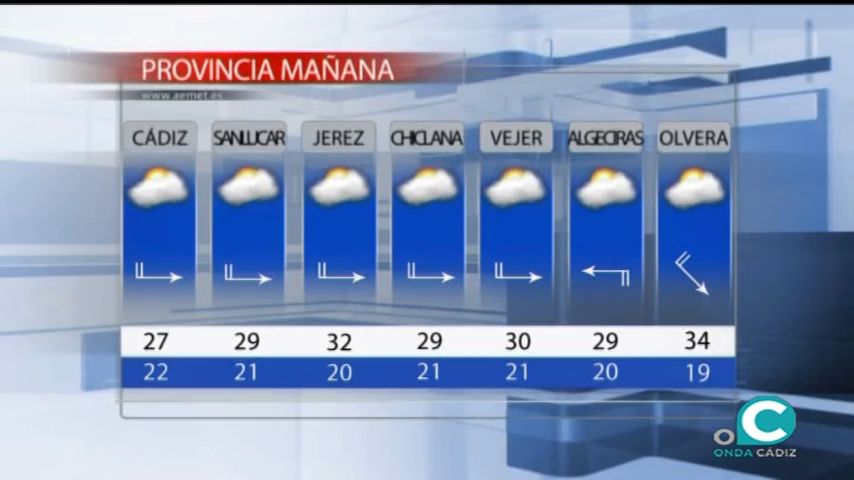 PROVINCIA MAÑANA
www.aemet.es
CÁDIZ SANLUCAR JEREZ CHICLANA VEJER ALGECIRAS OLVERA
27 29 32 29 30 29 34
22 21 20 21 21 20 19
OC
ONDA CÁDIZ